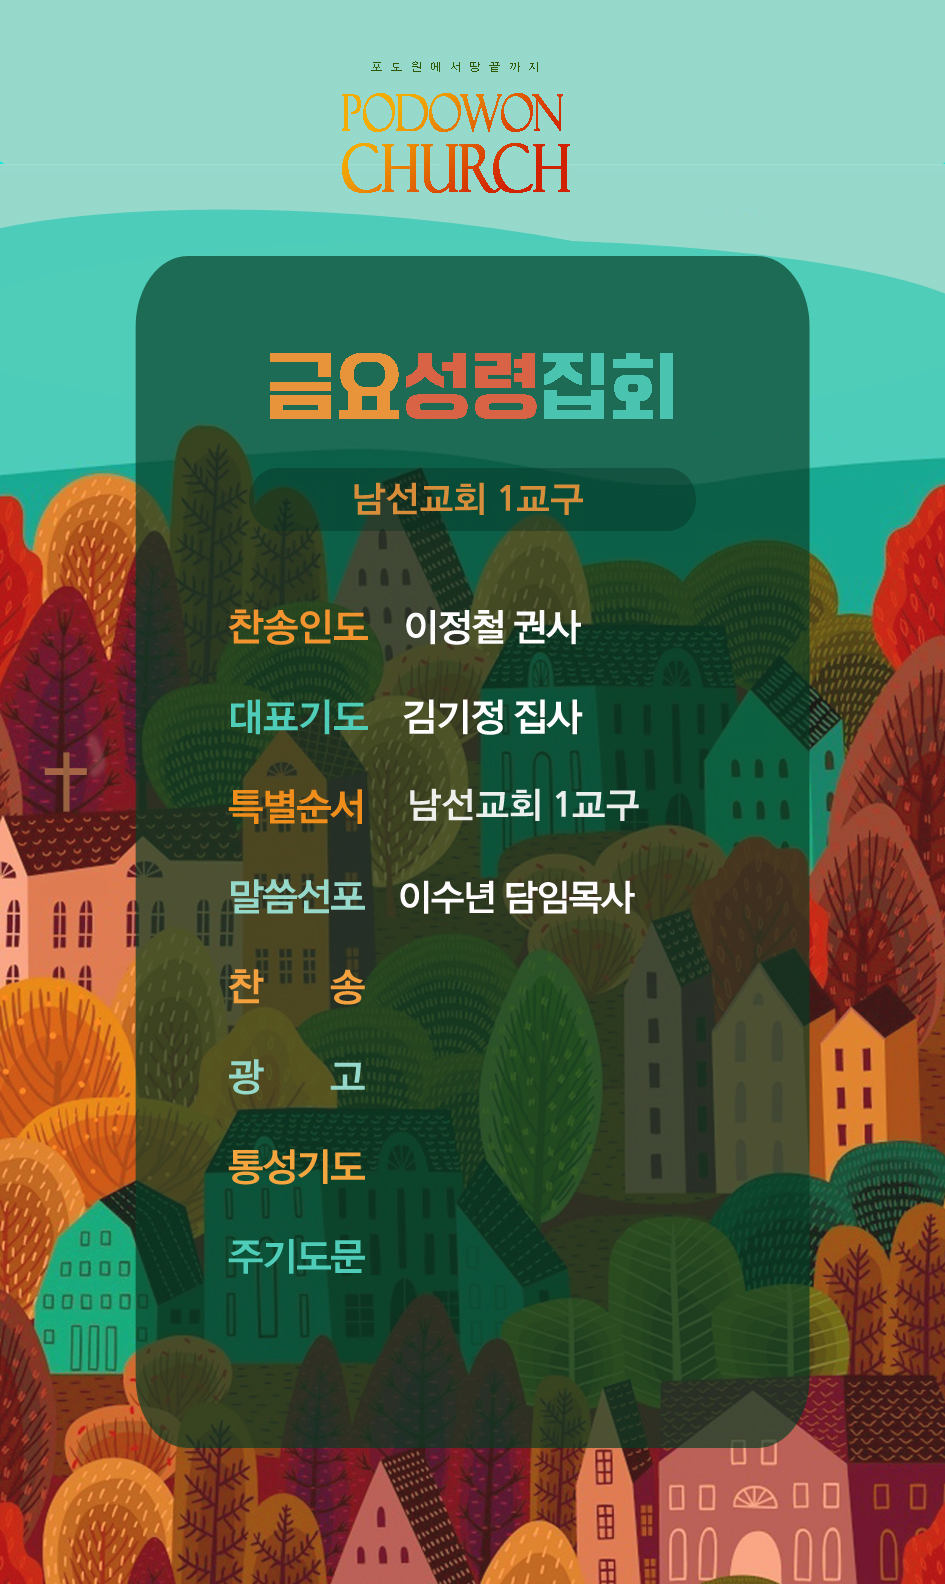 포도원에서땅끝까지
PODOWON
CHURCH
금요성령집회
남선교회 1교구
찬송인도 이정철 권사
대표기도 김기정 집사
특별순서 남선교회 1교구
말씀선포 이수년 담임목사
찬 송
광 고
통성기도
주기도문